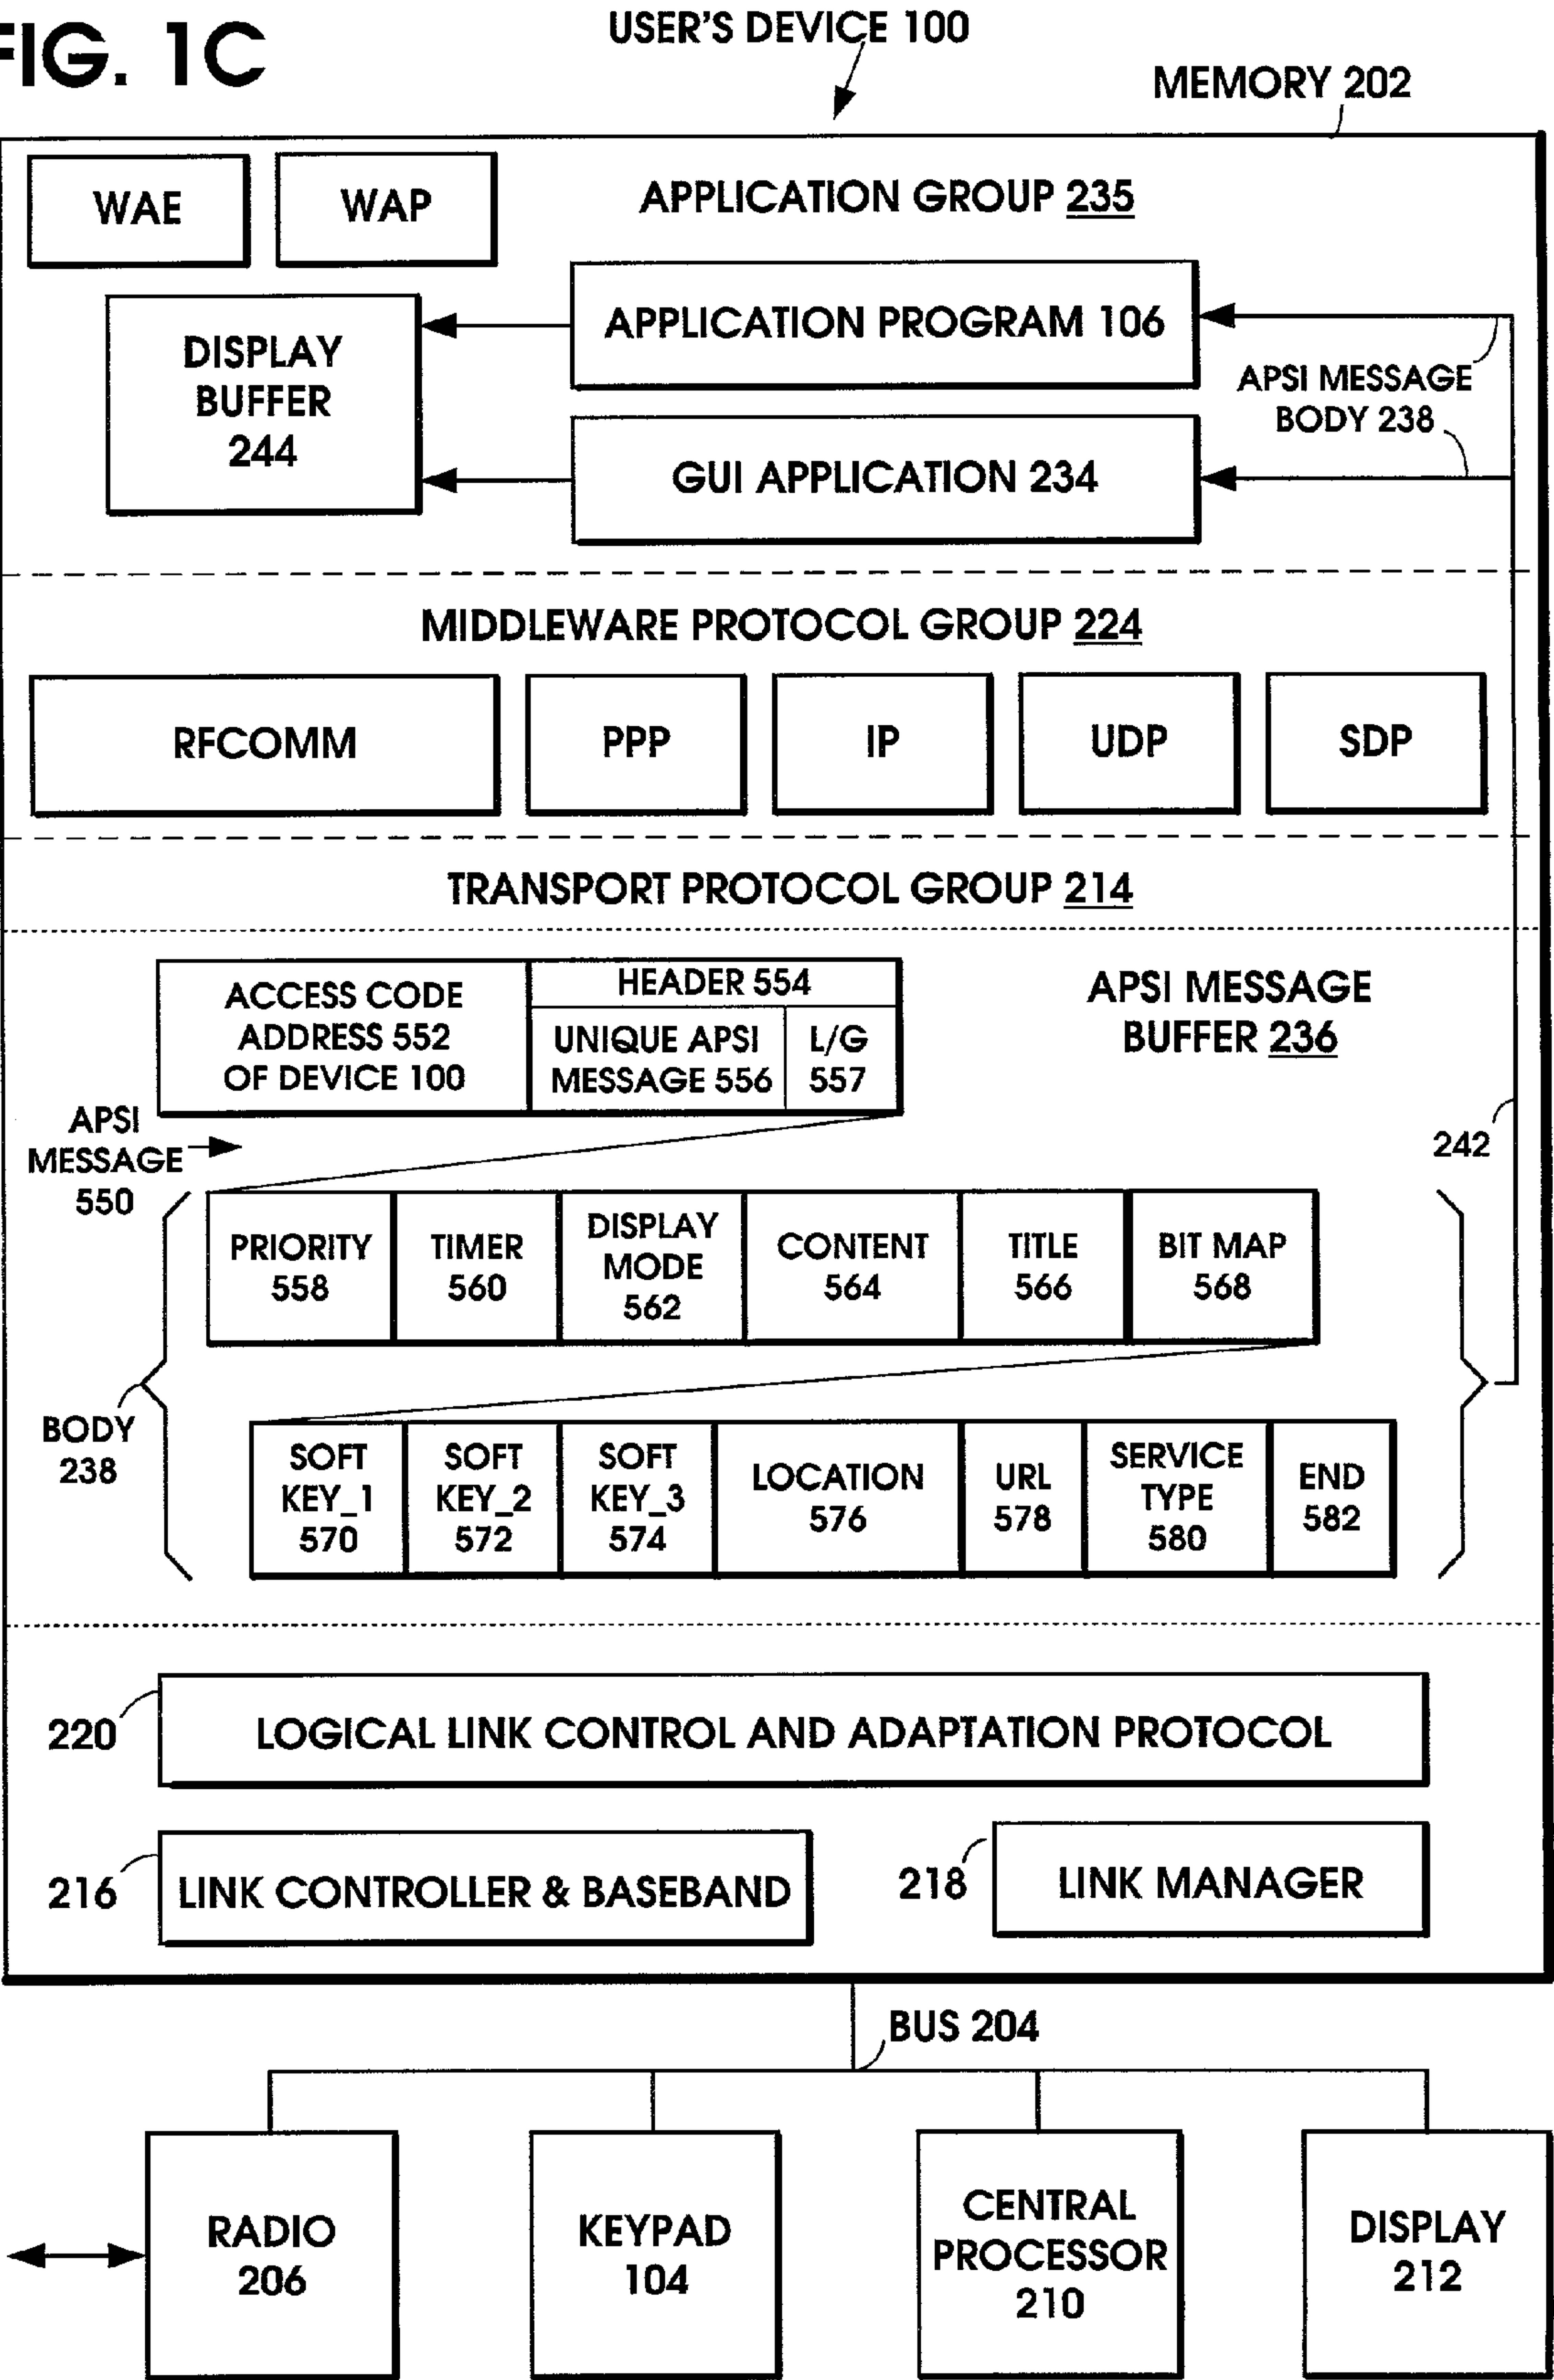 FIG. 1C
USER'S DEVICE 100
MEMORY 202
WAE
WAP
APPLICATION GROUP 235
DISPLAY
BUFFER
244
APPLICATION PROGRAM 106
GUI APPLICATION 234
APSI MESSAGE
BODY 238
MIDDLEWARE PROTOCOL GROUP 224
RFCOMM
PPP
IP
UDP
SDP
TRANSPORT PROTOCOL GROUP 214
ACCESS CODE
ADDRESS 552
OF DEVICE 100
HEADER 554
UNIQUE APSI
MESSAGE 556
L/G
557
APSI MESSAGE
BUFFER 236
APSI
MESSAGE
550
242
PRIORITY
558
TIMER
560
DISPLAY
MODE
562
CONTENT
564
TITLE
566
BIT MAP
568
BODY
238
SOFT
KEY_1
570
SOFT
KEY_2
572
SOFT
KEY_3
574
LOCATION
576
URL
578
SERVICE
TYPE
580
END
582
220
LOGICAL LINK CONTROL AND ADAPTATION PROTOCOL
216
LINK CONTROLLER & BASEBAND
218
LINK MANAGER
BUS 204
RADIO
206
KEYPAD
104
CENTRAL
PROCESSOR
210
DISPLAY
212